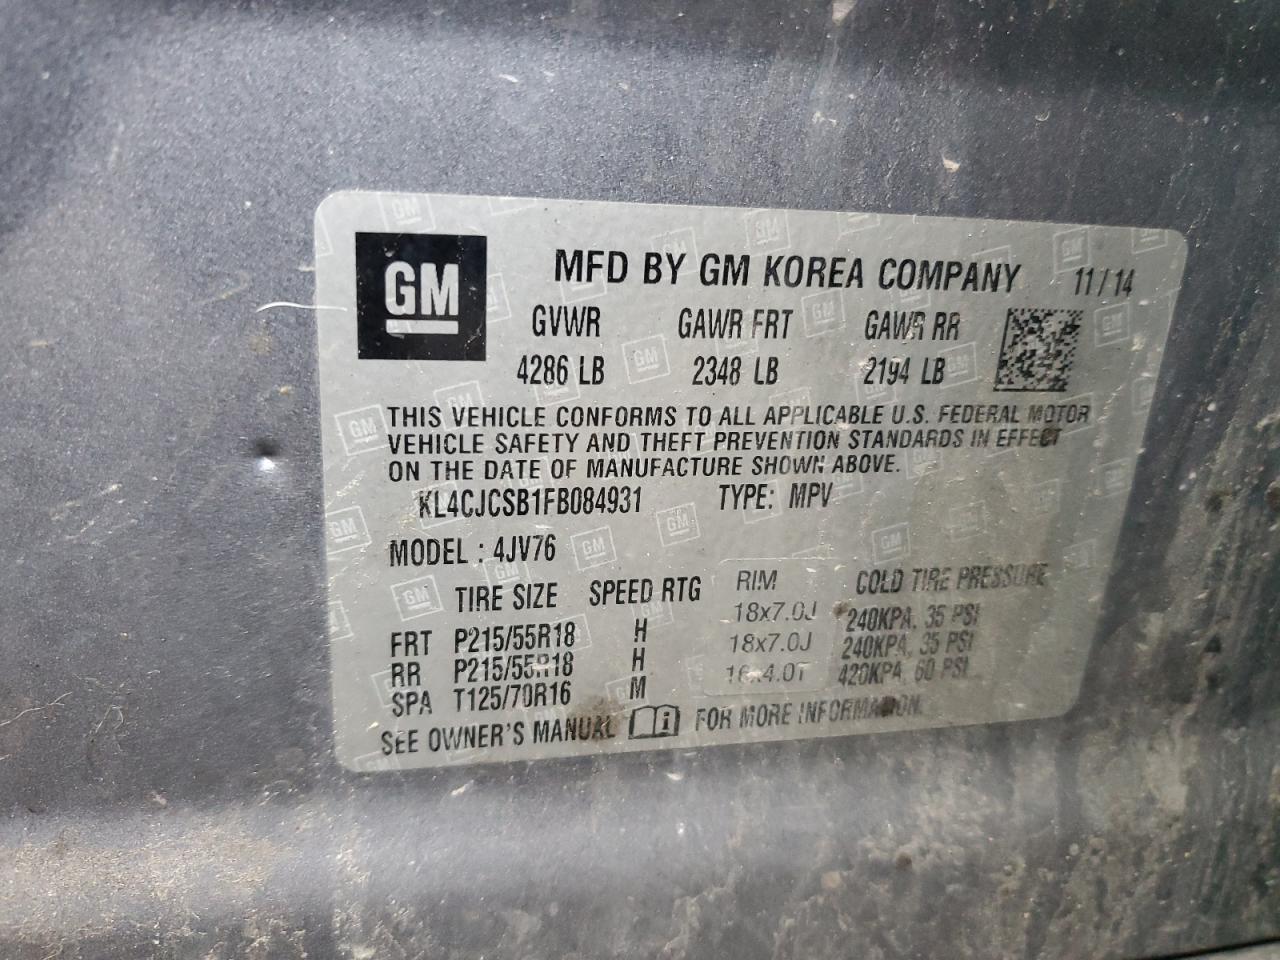 GM
MFD BY GM KOREA COMPANY 11/14
GVWR GAWR FRT GAWR RR
4286 LB 2348 LB 2194 LB
THIS VEHICLE CONFORMS TO ALL APPLICABLE U.S. FEDERAL MOTOR
VEHICLE SAFETY AND THEFT PREVENTION STANDARDS IN EFFECT
ON THE DATE OF MANUFACTURE SHOWN ABOVE.
KL4CJCSB1FB084931 TYPE: MPV
MODEL : 4JV76
TIRE SIZE SPEED RTG RIM COLD TIRE PRESSURE
FRT P215/55R18 H 18x7.0J 240KPA, 35 PSI
RR P215/55R18 H 18x7.0J 240KPA, 35 PSI
SPA T125/70R16 M 16x4.0T 420KPA, 60 PSI
SEE OWNER'S MANUAL i FOR MORE INFORMATION.